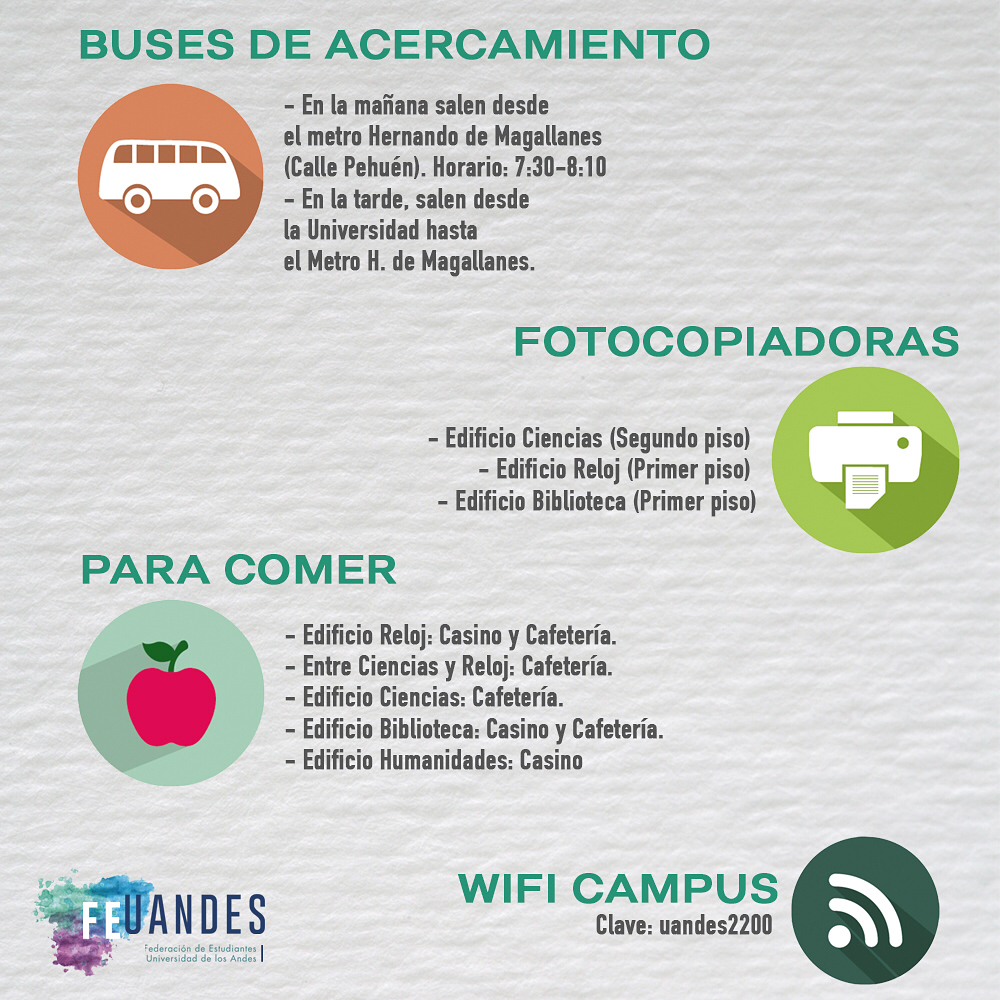 BUSES DE ACERCAMIENTO
- En la mañana salen desde
el metro Hernando de Magallanes
(Calle Pehuén). Horario: 7:30-8:10
- En la tarde, salen desde
la Universidad hasta
el Metro H. de Magallanes.
FOTOCOPIADORAS
- Edificio Ciencias (Segundo piso)
- Edificio Reloj (Primer piso)
- Edificio Biblioteca (Primer piso)
PARA COMER
- Edificio Reloj: Casino y Cafetería.
- Entre Ciencias y Reloj: Cafetería.
- Edificio Ciencias: Cafetería.
- Edificio Biblioteca: Casino y Cafetería.
- Edificio Humanidades: Casino
WIFI CAMPUS
Clave: uandes2200
FEUANDES
Federación de Estudiantes
Universidad de los Andes